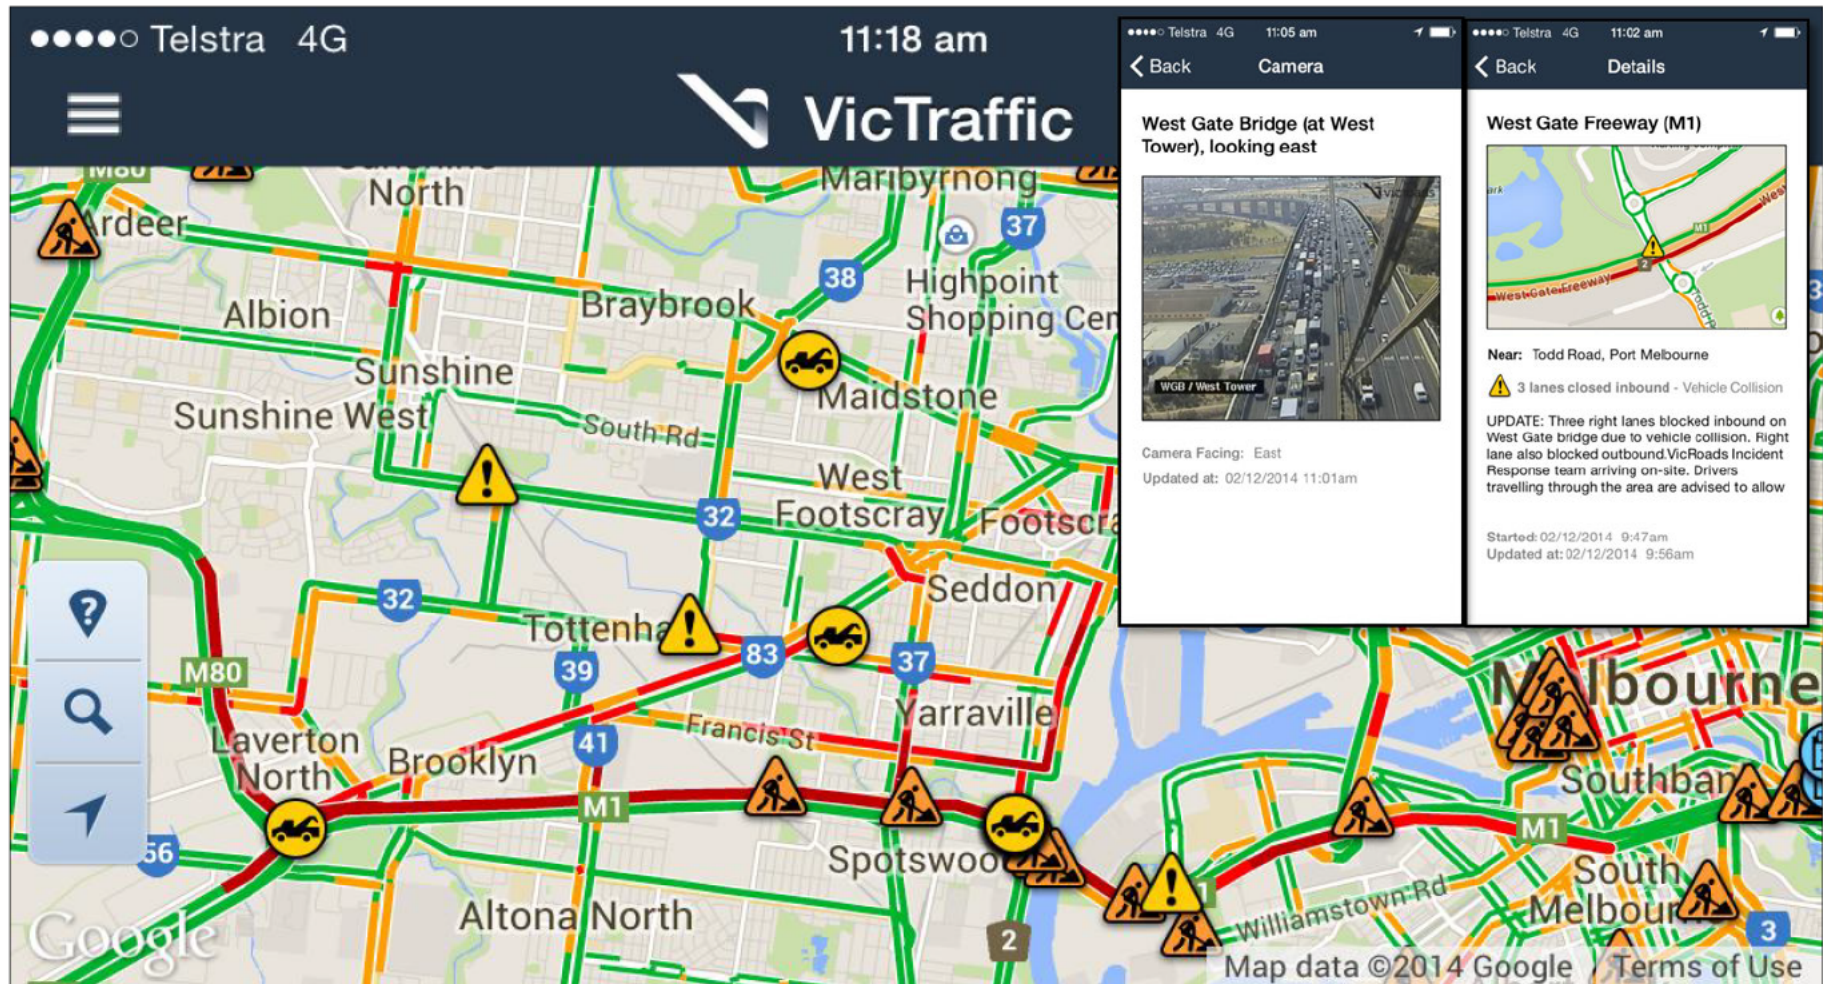 Telstra 4G
11:18 am
VicTraffic
M80
Ardeer
North
Maribyrnong
37
38
Highpoint
Albion
Braybrook
Shopping Cen
Sunshine
Maidstone
Sunshine West
South Rd
West
32
Footscray
Footscra
32
Seddon
Tottenha
83
39
37
M80
Melbourne
Yarraville
Francis St
Laverton
41
North
Brooklyn
Southban
M1
M1
56
Spotswoo
South
Williamstown Rd
Melbour
Altona North
2
3
Google
Map data ©2014 Google
Terms of Use
Telstra 4G
11:05 am
Back
Camera
West Gate Bridge (at West
Tower), looking east
WGB / West Tower
Camera Facing: East
Updated at: 02/12/2014 11:01am
Telstra 4G
11:02 am
Back
Details
West Gate Freeway (M1)
M1
West
2
West Gate Freeway
Near: Todd Road, Port Melbourne
3 lanes closed inbound - Vehicle Collision
UPDATE: Three right lanes blocked inbound on
West Gate bridge due to vehicle collision. Right
lane also blocked outbound.VicRoads Incident
Response team arriving on-site. Drivers
travelling through the area are advised to allow
Started: 02/12/2014 9:47am
Updated at: 02/12/2014 9:56am